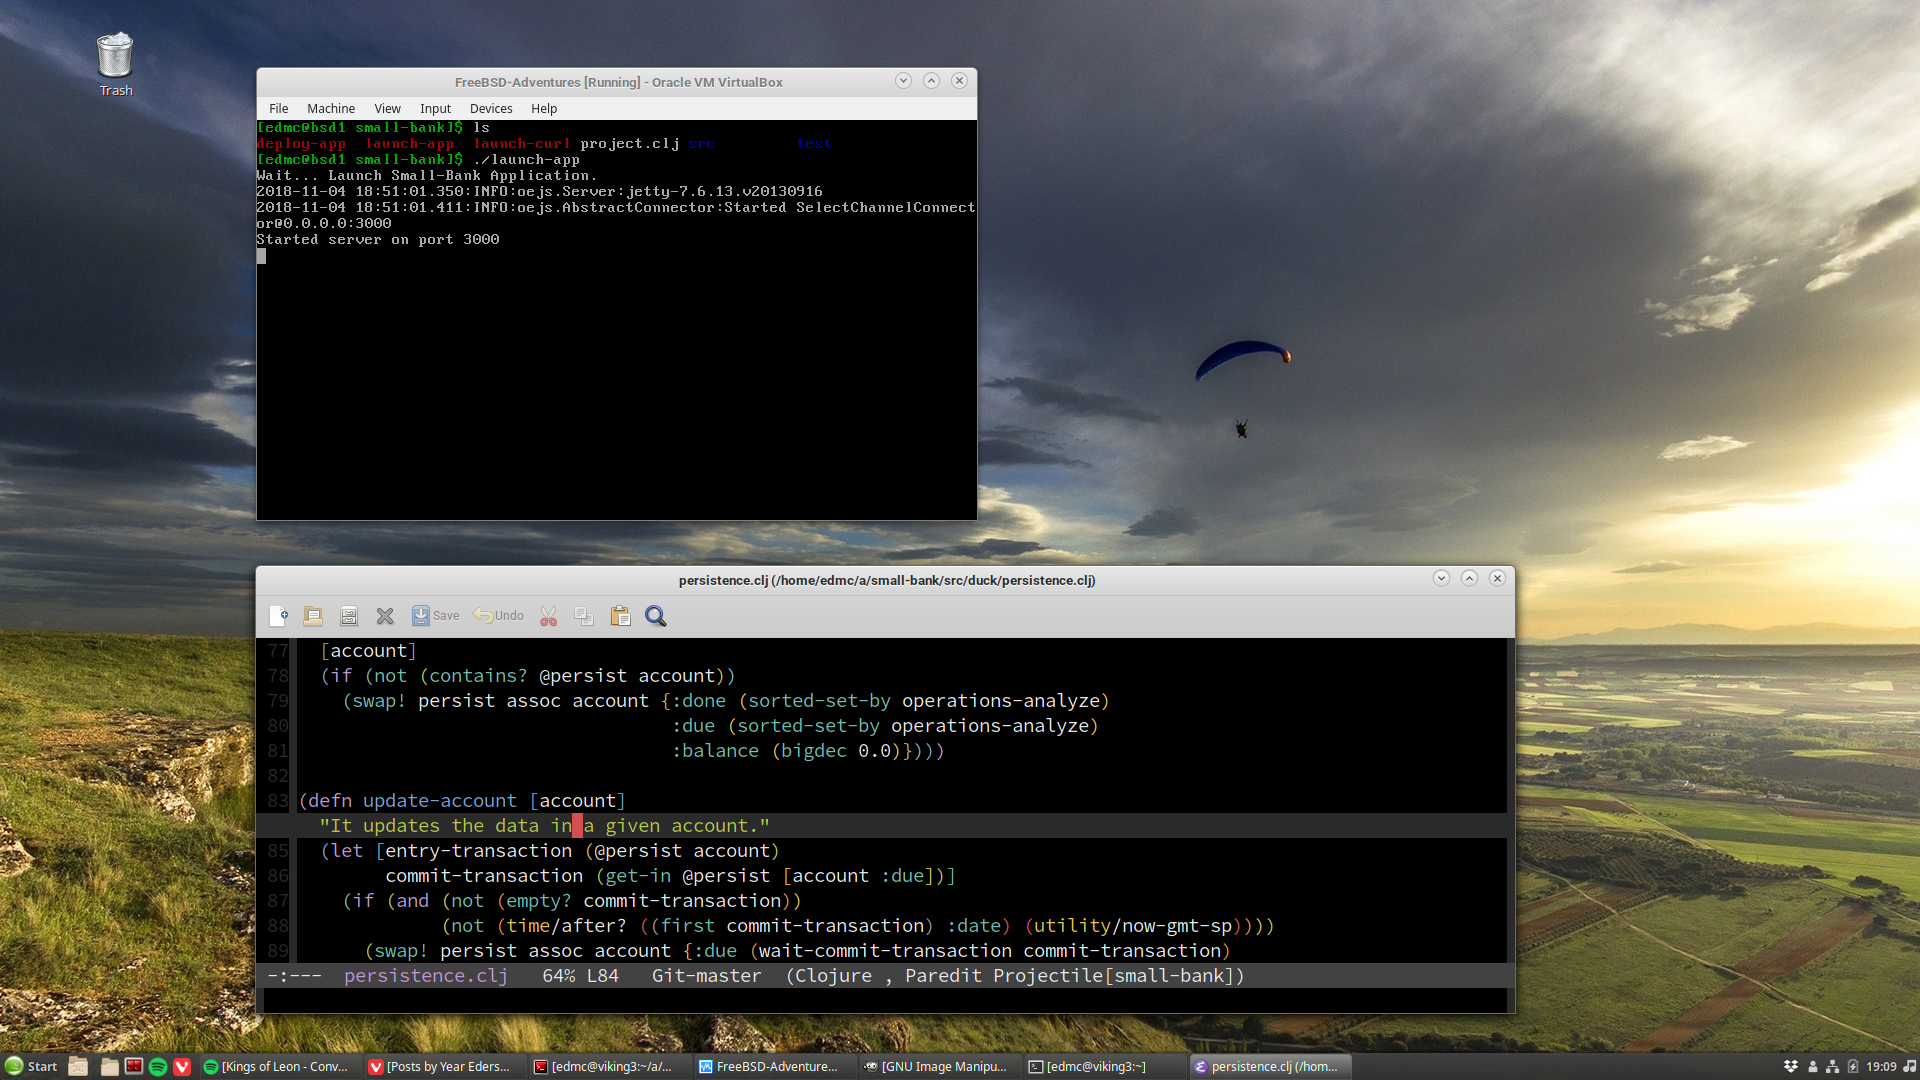 Trash
FreeBSD-Adventures [Running] - Oracle VM VirtualBox
File Machine View Input Devices Help
[edmc@bsd1 small-bank]$ ls
deploy-app launch-app launch-curl project.clj src test
[edmc@bsd1 small-bank]$ ./launch-app
Wait... Launch Small-Bank Application.
2018-11-04 18:51:01.350:INFO:oejs.Server:jetty-7.6.13.v20130916
2018-11-04 18:51:01.411:INFO:oejs.AbstractConnector:Started SelectChannelConnect
or@0.0.0.0:3000
Started server on port 3000
persistence.clj (/home/edmc/a/small-bank/src/duck/persistence.clj)
Save Undo
77 [account]
78 (if (not (contains? @persist account))
79 (swap! persist assoc account {:done (sorted-set-by operations-analyze)
80 :due (sorted-set-by operations-analyze)
81 :balance (bigdec 0.0)})))
82
83 (defn update-account [account]
"It updates the data in a given account."
85 (let [entry-transaction (@persist account)
86 commit-transaction (get-in @persist [account :due])]
87 (if (and (not (empty? commit-transaction))
88 (not (time/after? ((first commit-transaction) :date) (utility/now-gmt-sp))))
89 (swap! persist assoc account {:due (wait-commit-transaction commit-transaction)
-:--- persistence.clj 64% L84 Git-master (Clojure , Paredit Projectile[small-bank])
Start [Kings of Leon - Conv... [Posts by Year Eders... [edmc@viking3:~/a/... FreeBSD-Adventure... [GNU Image Manipu... [edmc@viking3:~] persistence.clj (/hom... 19:09